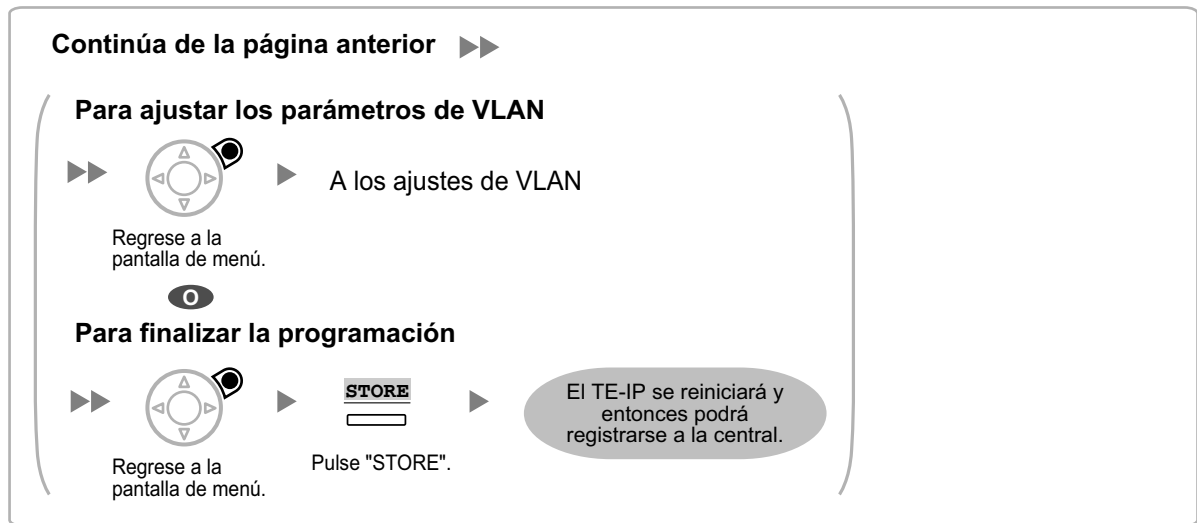 Continúa de la página anterior
Para ajustar los parámetros de VLAN
A los ajustes de VLAN
Regrese a la
pantalla de menú.
O
Para finalizar la programación
STORE
El TE-IP se reiniciará y
entonces podrá
registrarse a la central.
Regrese a la
pantalla de menú.
Pulse "STORE".